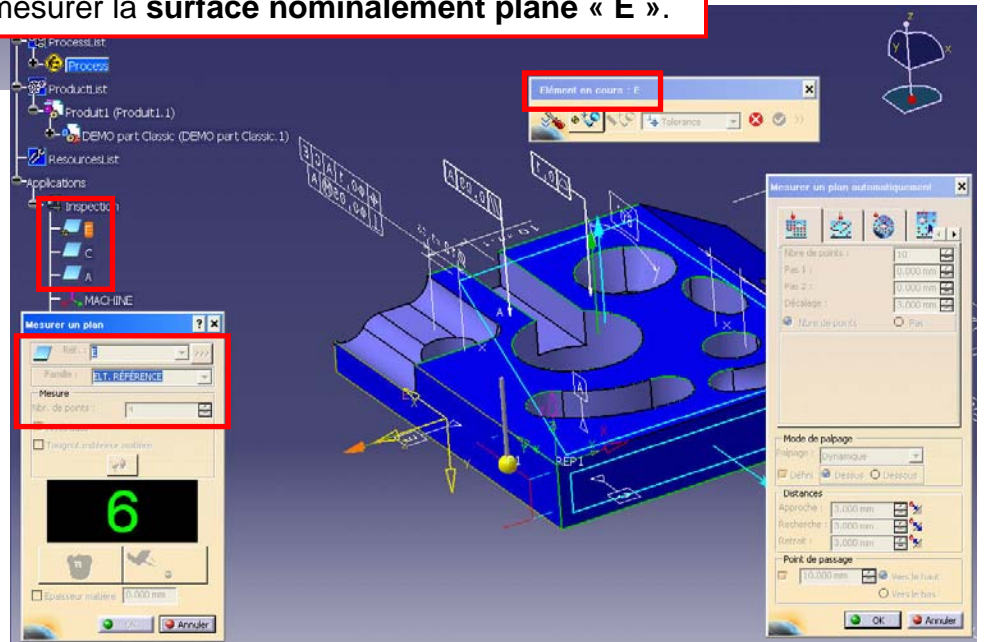 mesurer la surface nominalement plane « E ».
ProcessList
Process
ProductList
Produit1 (Produit1.1)
DEMO part Classic (DEMO part Classic.1)
ResourcesList
Applications
Inspection
E
C
A
MACHINE
Elément en cours : E
Tolerance
Mesurer un plan
Réf. : E
Famille : ELT. RÉFÉRENCE
Mesure
Nbr. de points :
6
Epaisseur matière 0.000 mm
OK Annuler
A
A
REP1
x
y
z
Mesurer un plan automatiquement
Nbre de points : 10
Pas 1 : 0.000 mm
Pas 2 : 0.000 mm
Décalage : 3.000 mm
Nbre de points Pas
Mode de palpage
Palpage : Dynamique
Défini Dessus Dessous
Distances
Approche : 3.000 mm
Recherche : 3.000 mm
Retrait : 3.000 mm
Point de passage
10.000 mm Vers le haut
Vers le bas
OK Annuler